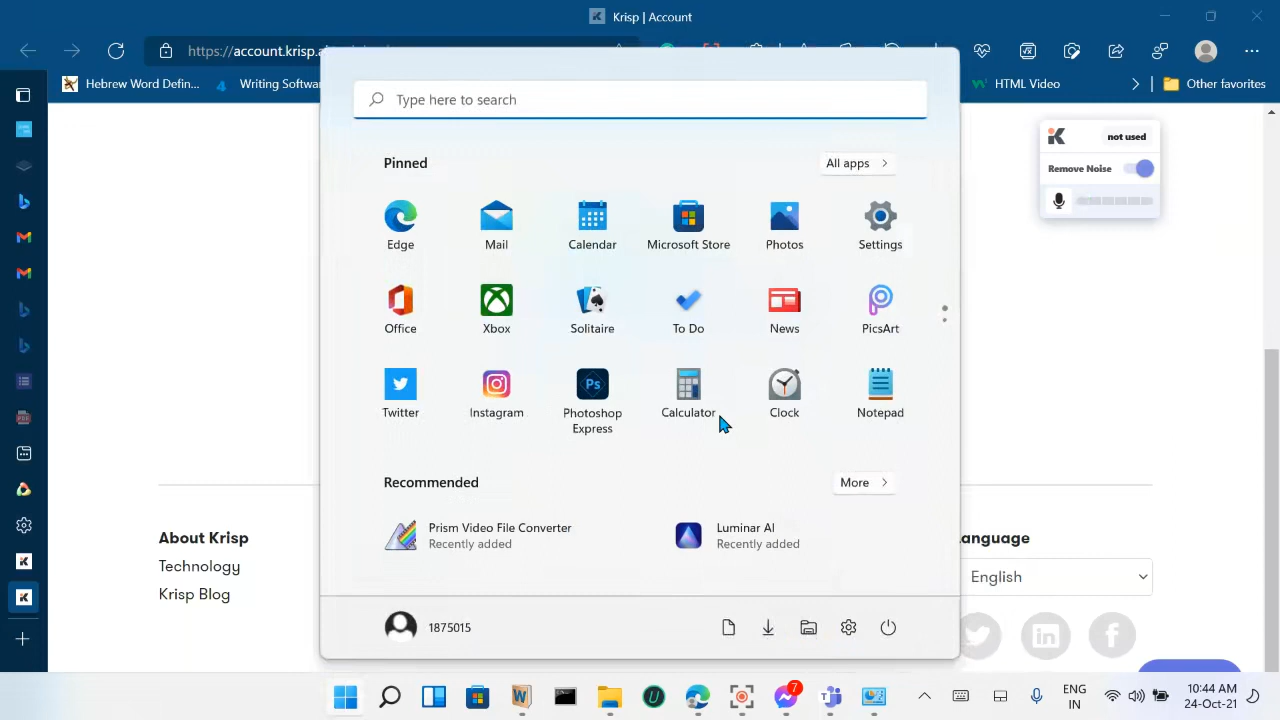 Krisp | Account
https://account.krisp.a
Hebrew Word Defin...
Writing Softwa
HTML Video
Other favorites
Type here to search
not used
Remove Noise
Pinned
All apps
Edge
Mail
Calendar
Microsoft Store
Photos
Settings
Office
Xbox
Solitaire
To Do
News
PicsArt
Twitter
Instagram
Ps
Photoshop
Express
Calculator
Clock
Notepad
Recommended
More
Prism Video File Converter
Recently added
Luminar AI
Recently added
About Krisp
Technology
Krisp Blog
anguage
English
1875015
7
ENG
IN
10:44 AM
24-Oct-21